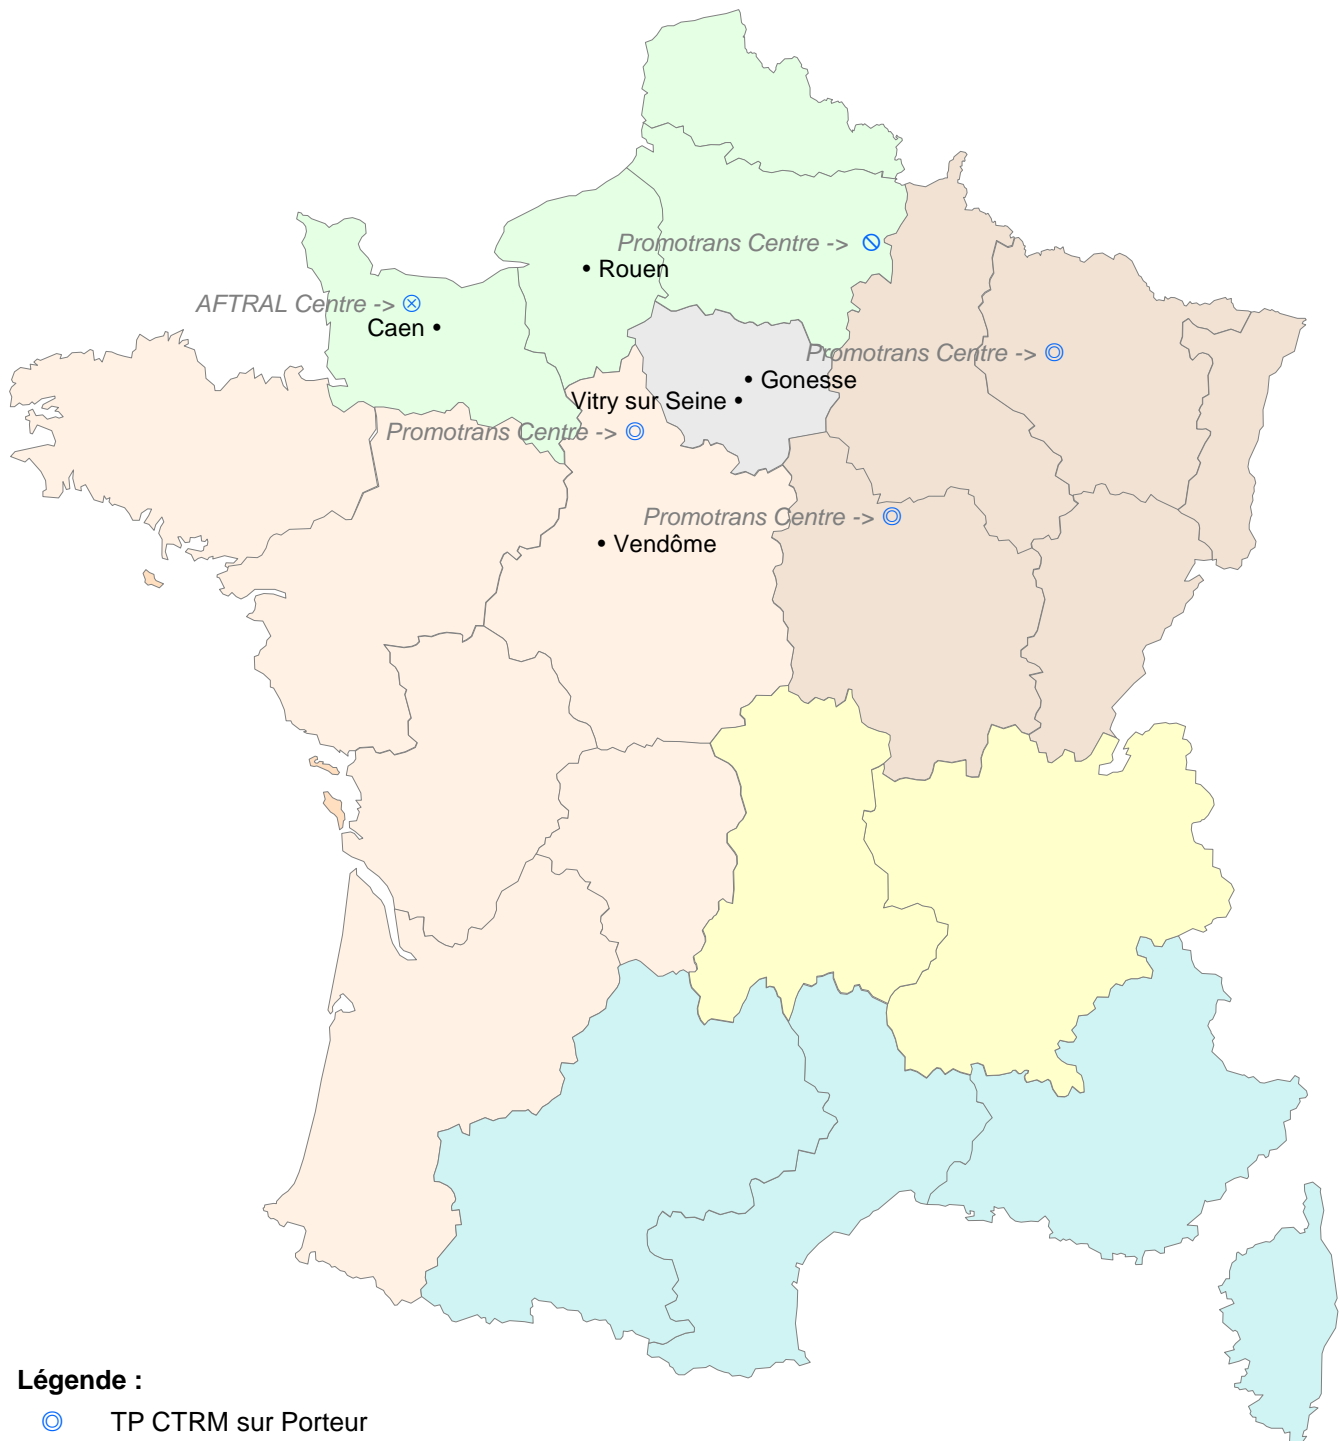 Promotrans Centre ->
• Rouen
AFTRAL Centre ->
Caen •
Promotrans Centre ->
• Gonesse
Vitry sur Seine •
Promotrans Centre ->
Promotrans Centre ->
• Vendôme
Légende :
TP CTRM sur Porteur